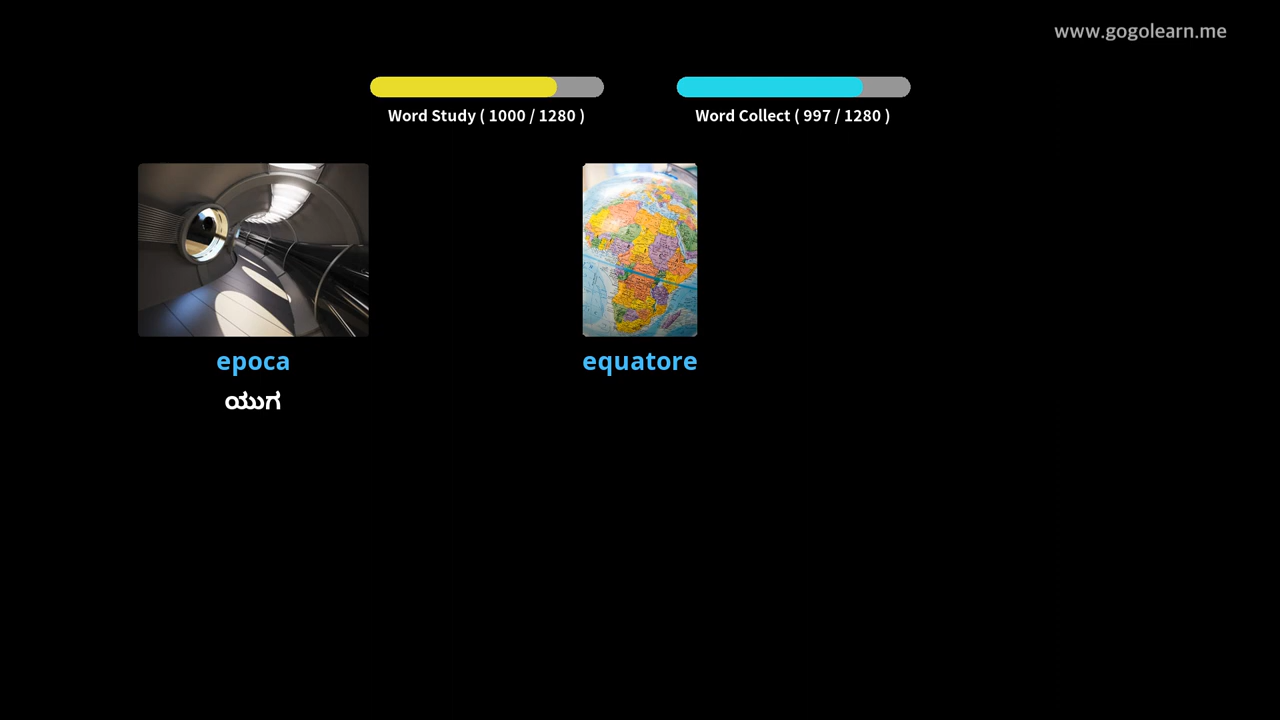 www.gogolearn.me
Word Study ( 1000 / 1280 )
Word Collect ( 997 / 1280 )
epoca
equatore
ಯುಗ